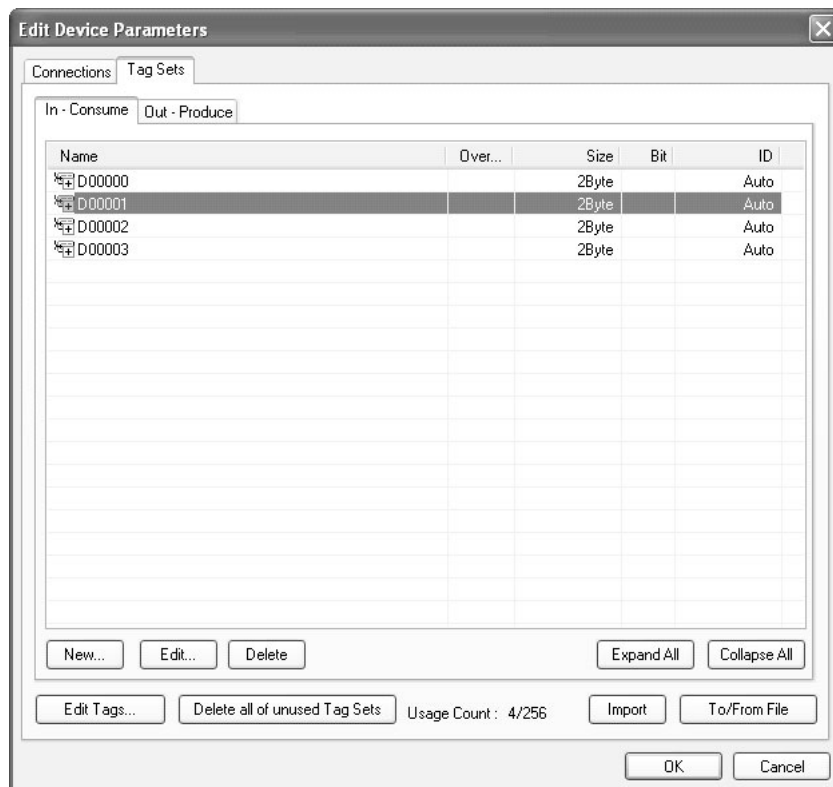 Edit Device Parameters
Connections Tag Sets
In - Consume Out - Produce
Name Over... Size Bit ID
D00000 2Byte Auto
D00001 2Byte Auto
D00002 2Byte Auto
D00003 2Byte Auto
New... Edit... Delete Expand All Collapse All
Edit Tags... Delete all of unused Tag Sets Usage Count : 4/256 Import To/From File
OK Cancel